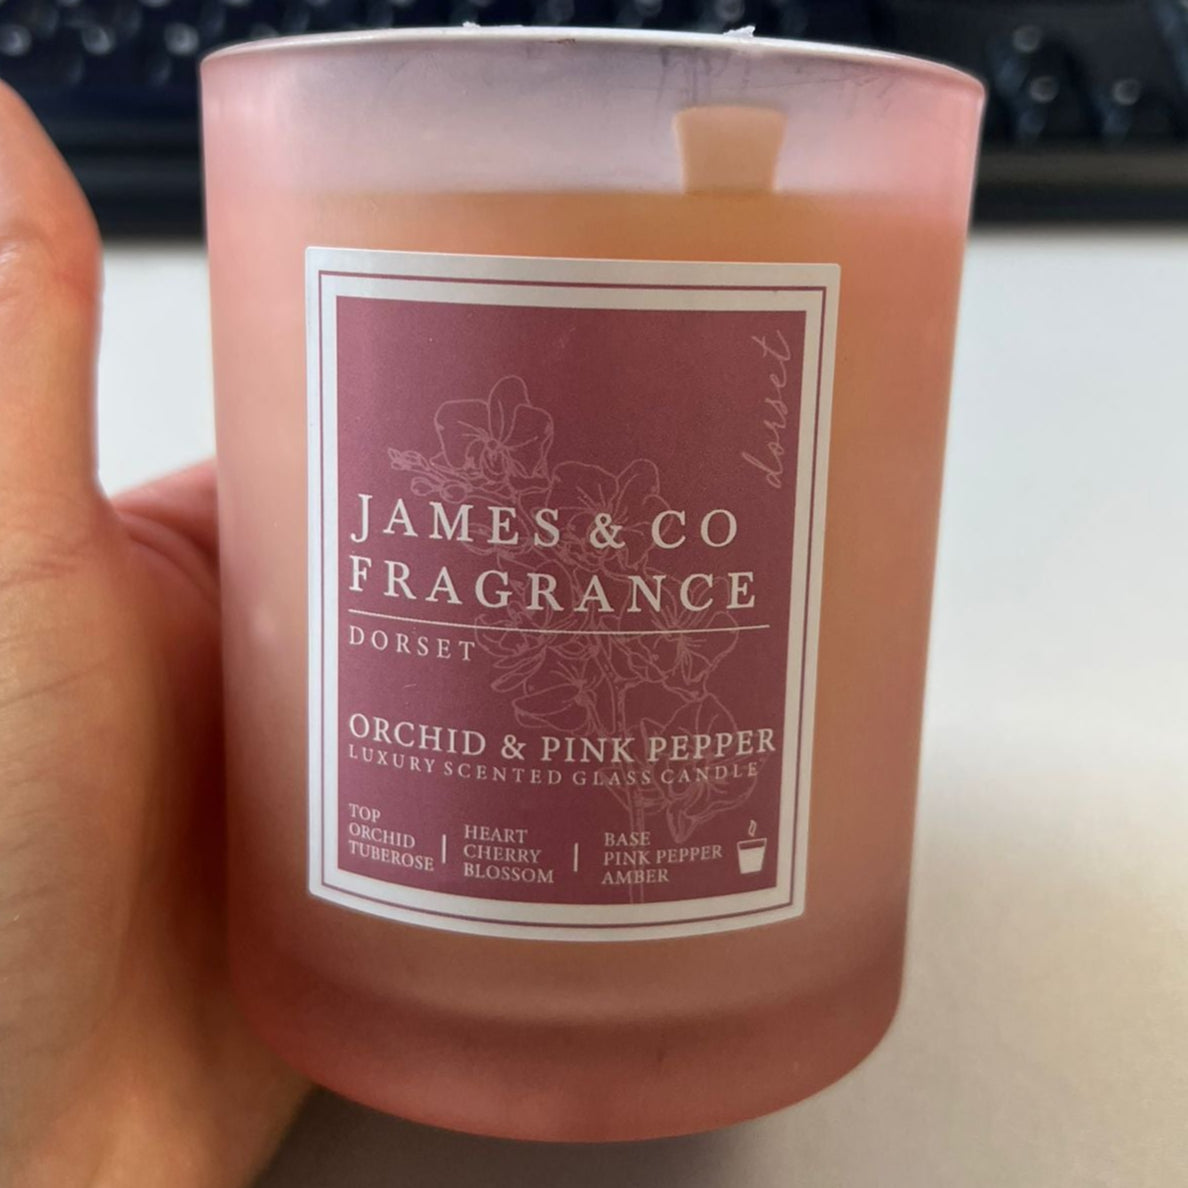 dorset
JAMES & CO
FRAGRANCE
DORSET
ORCHID & PINK PEPPER
LUXURY SCENTED GLASS CANDLE
TOP
ORCHID
TUBEROSE
HEART
CHERRY
BLOSSOM
BASE
PINK PEPPER
AMBER